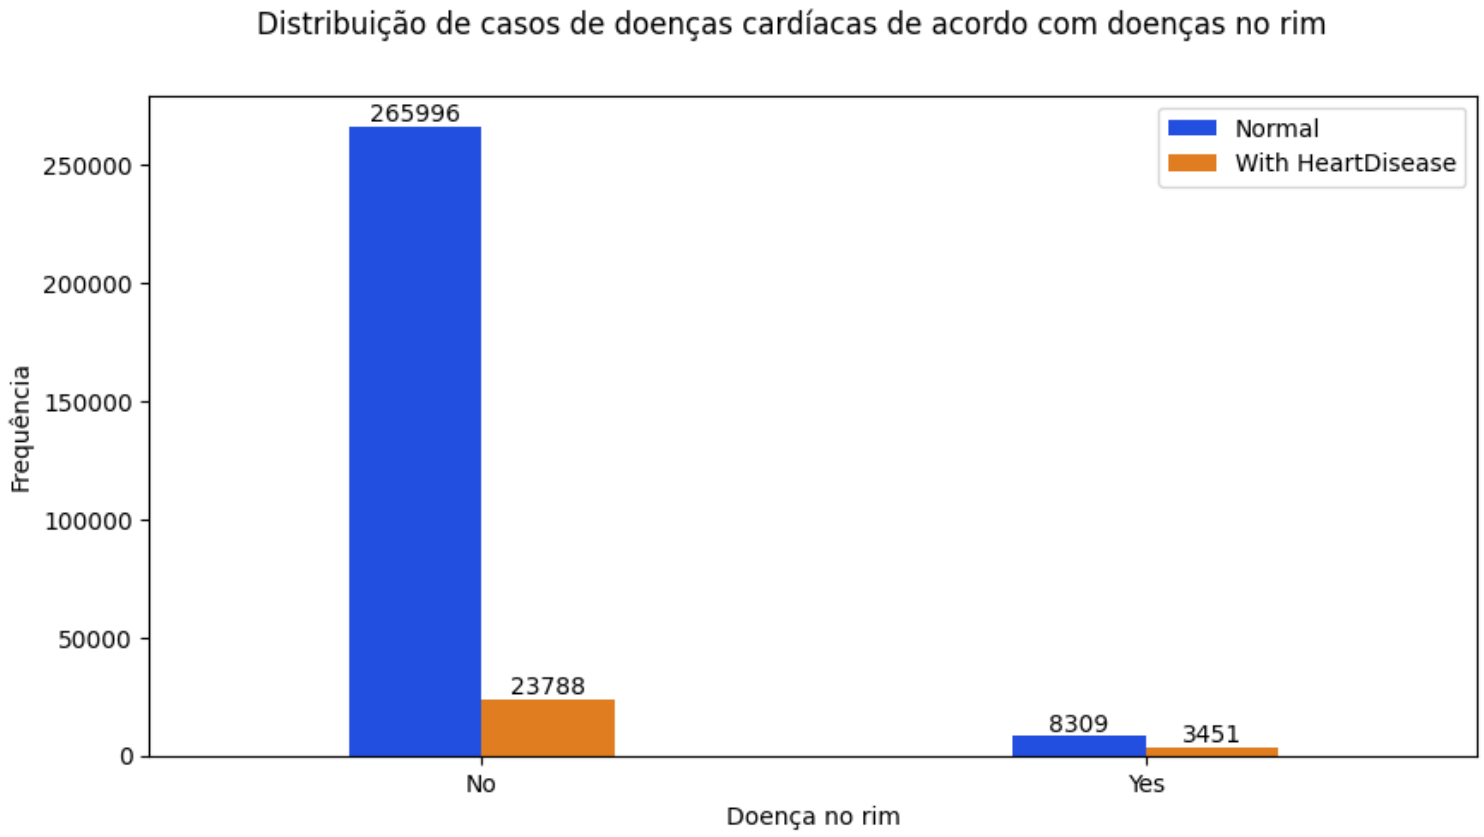 Distribuição de casos de doenças cardíacas de acordo com doenças no rim
265996
Normal
With HeartDisease
250000
200000
150000
100000
50000
0
Frequência
23788
8309
3451
No
Yes
Doença no rim